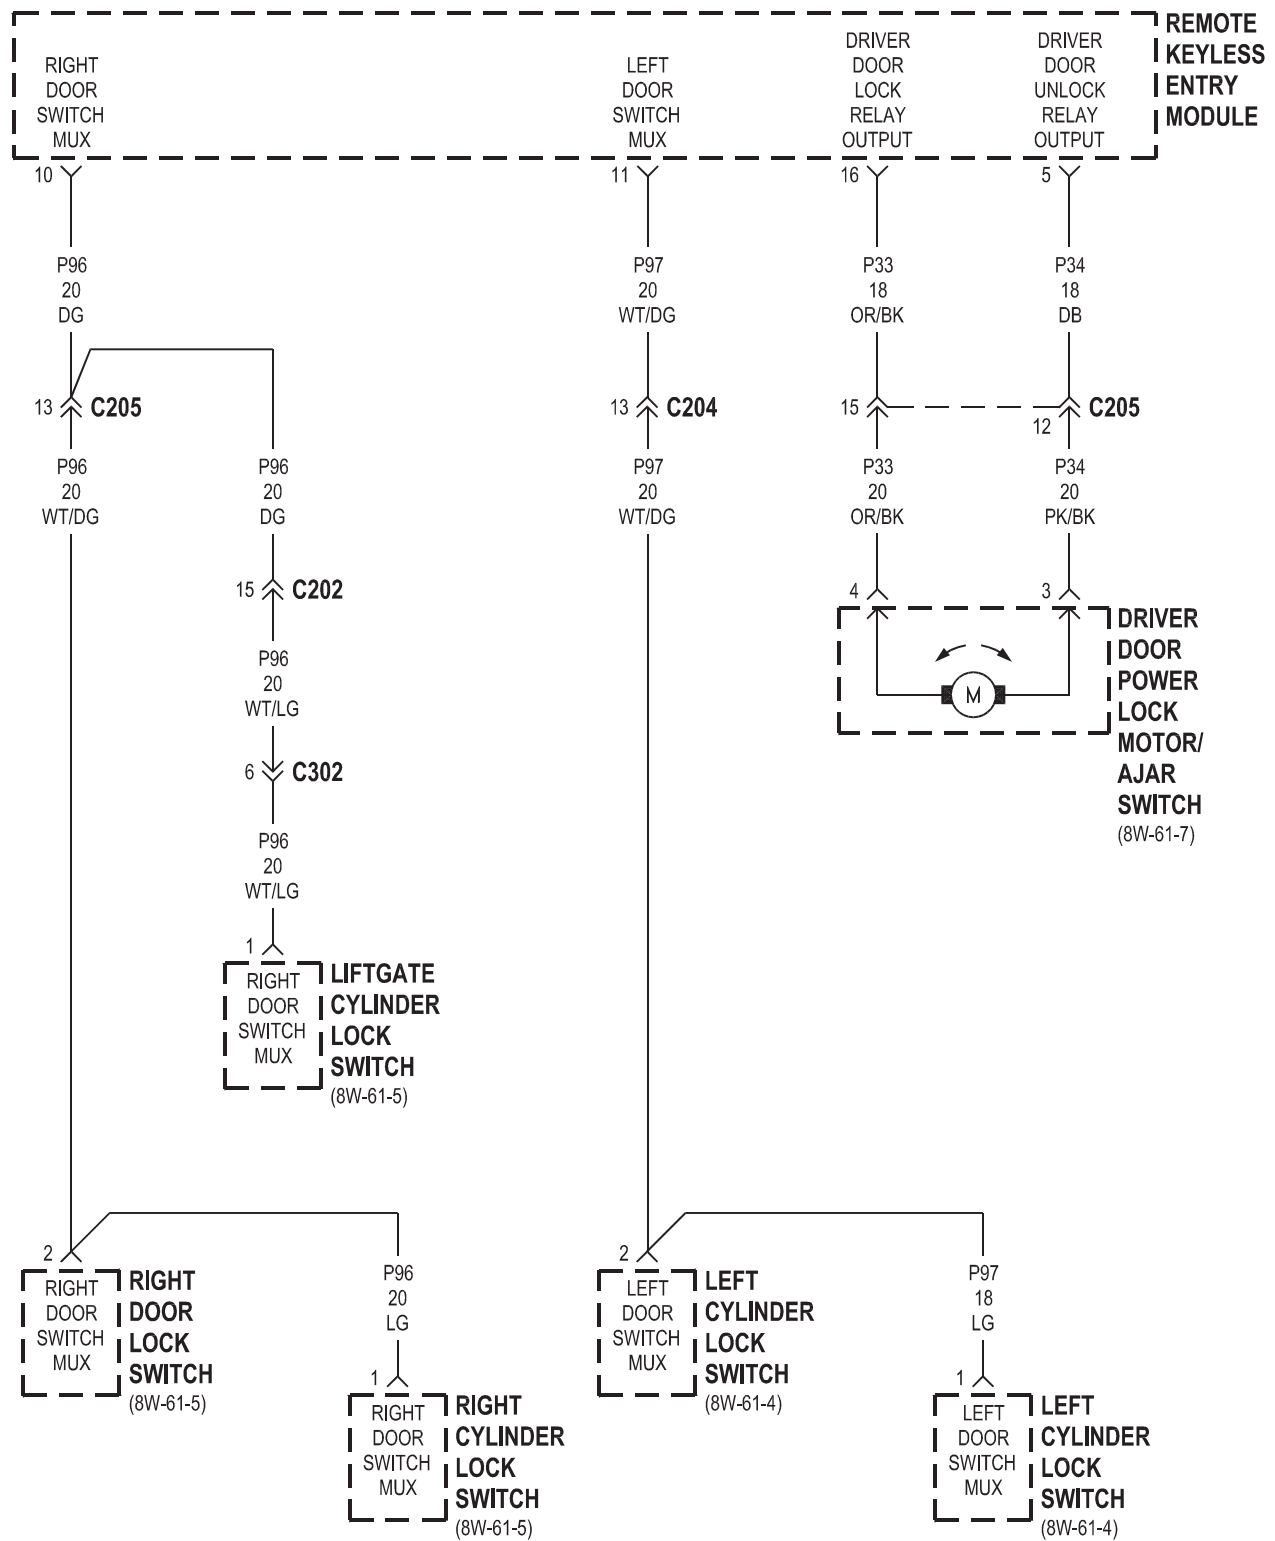 REMOTE
KEYLESS
ENTRY
MODULE
RIGHT
DOOR
SWITCH
MUX
LEFT
DOOR
SWITCH
MUX
DRIVER
DOOR
LOCK
RELAY
OUTPUT
DRIVER
DOOR
UNLOCK
RELAY
OUTPUT
10
11
16
5
P96
20
DG
P97
20
WT/DG
P33
18
OR/BK
P34
18
DB
13
C205
13
C204
15
12
C205
P96
20
WT/DG
P96
20
DG
P97
20
WT/DG
P33
20
OR/BK
P34
20
PK/BK
15
C202
4
3
M
DRIVER
DOOR
POWER
LOCK
MOTOR/
AJAR
SWITCH
(8W-61-7)
P96
20
WT/LG
6
C302
P96
20
WT/LG
1
RIGHT
DOOR
SWITCH
MUX
LIFTGATE
CYLINDER
LOCK
SWITCH
(8W-61-5)
2
RIGHT
DOOR
SWITCH
MUX
RIGHT
DOOR
LOCK
SWITCH
(8W-61-5)
P96
20
LG
1
RIGHT
DOOR
SWITCH
MUX
RIGHT
CYLINDER
LOCK
SWITCH
(8W-61-5)
2
LEFT
DOOR
SWITCH
MUX
LEFT
CYLINDER
LOCK
SWITCH
(8W-61-4)
P97
18
LG
1
LEFT
DOOR
SWITCH
MUX
LEFT
CYLINDER
LOCK
SWITCH
(8W-61-4)